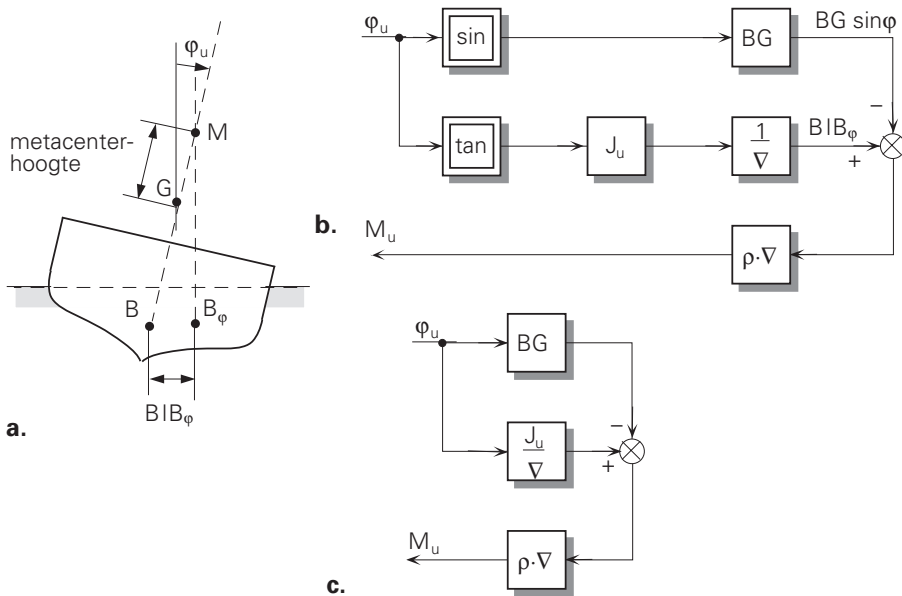 φu
M
metacenter-
hoogte
G
B
Bφ
BIBφ
a.
φu
sin
BG
BG sinφ
−
tan
Ju
1
∇
BIBφ
+
b.
Mu
ρ·∇
φu
BG
−
Ju
∇
+
Mu
ρ·∇
c.